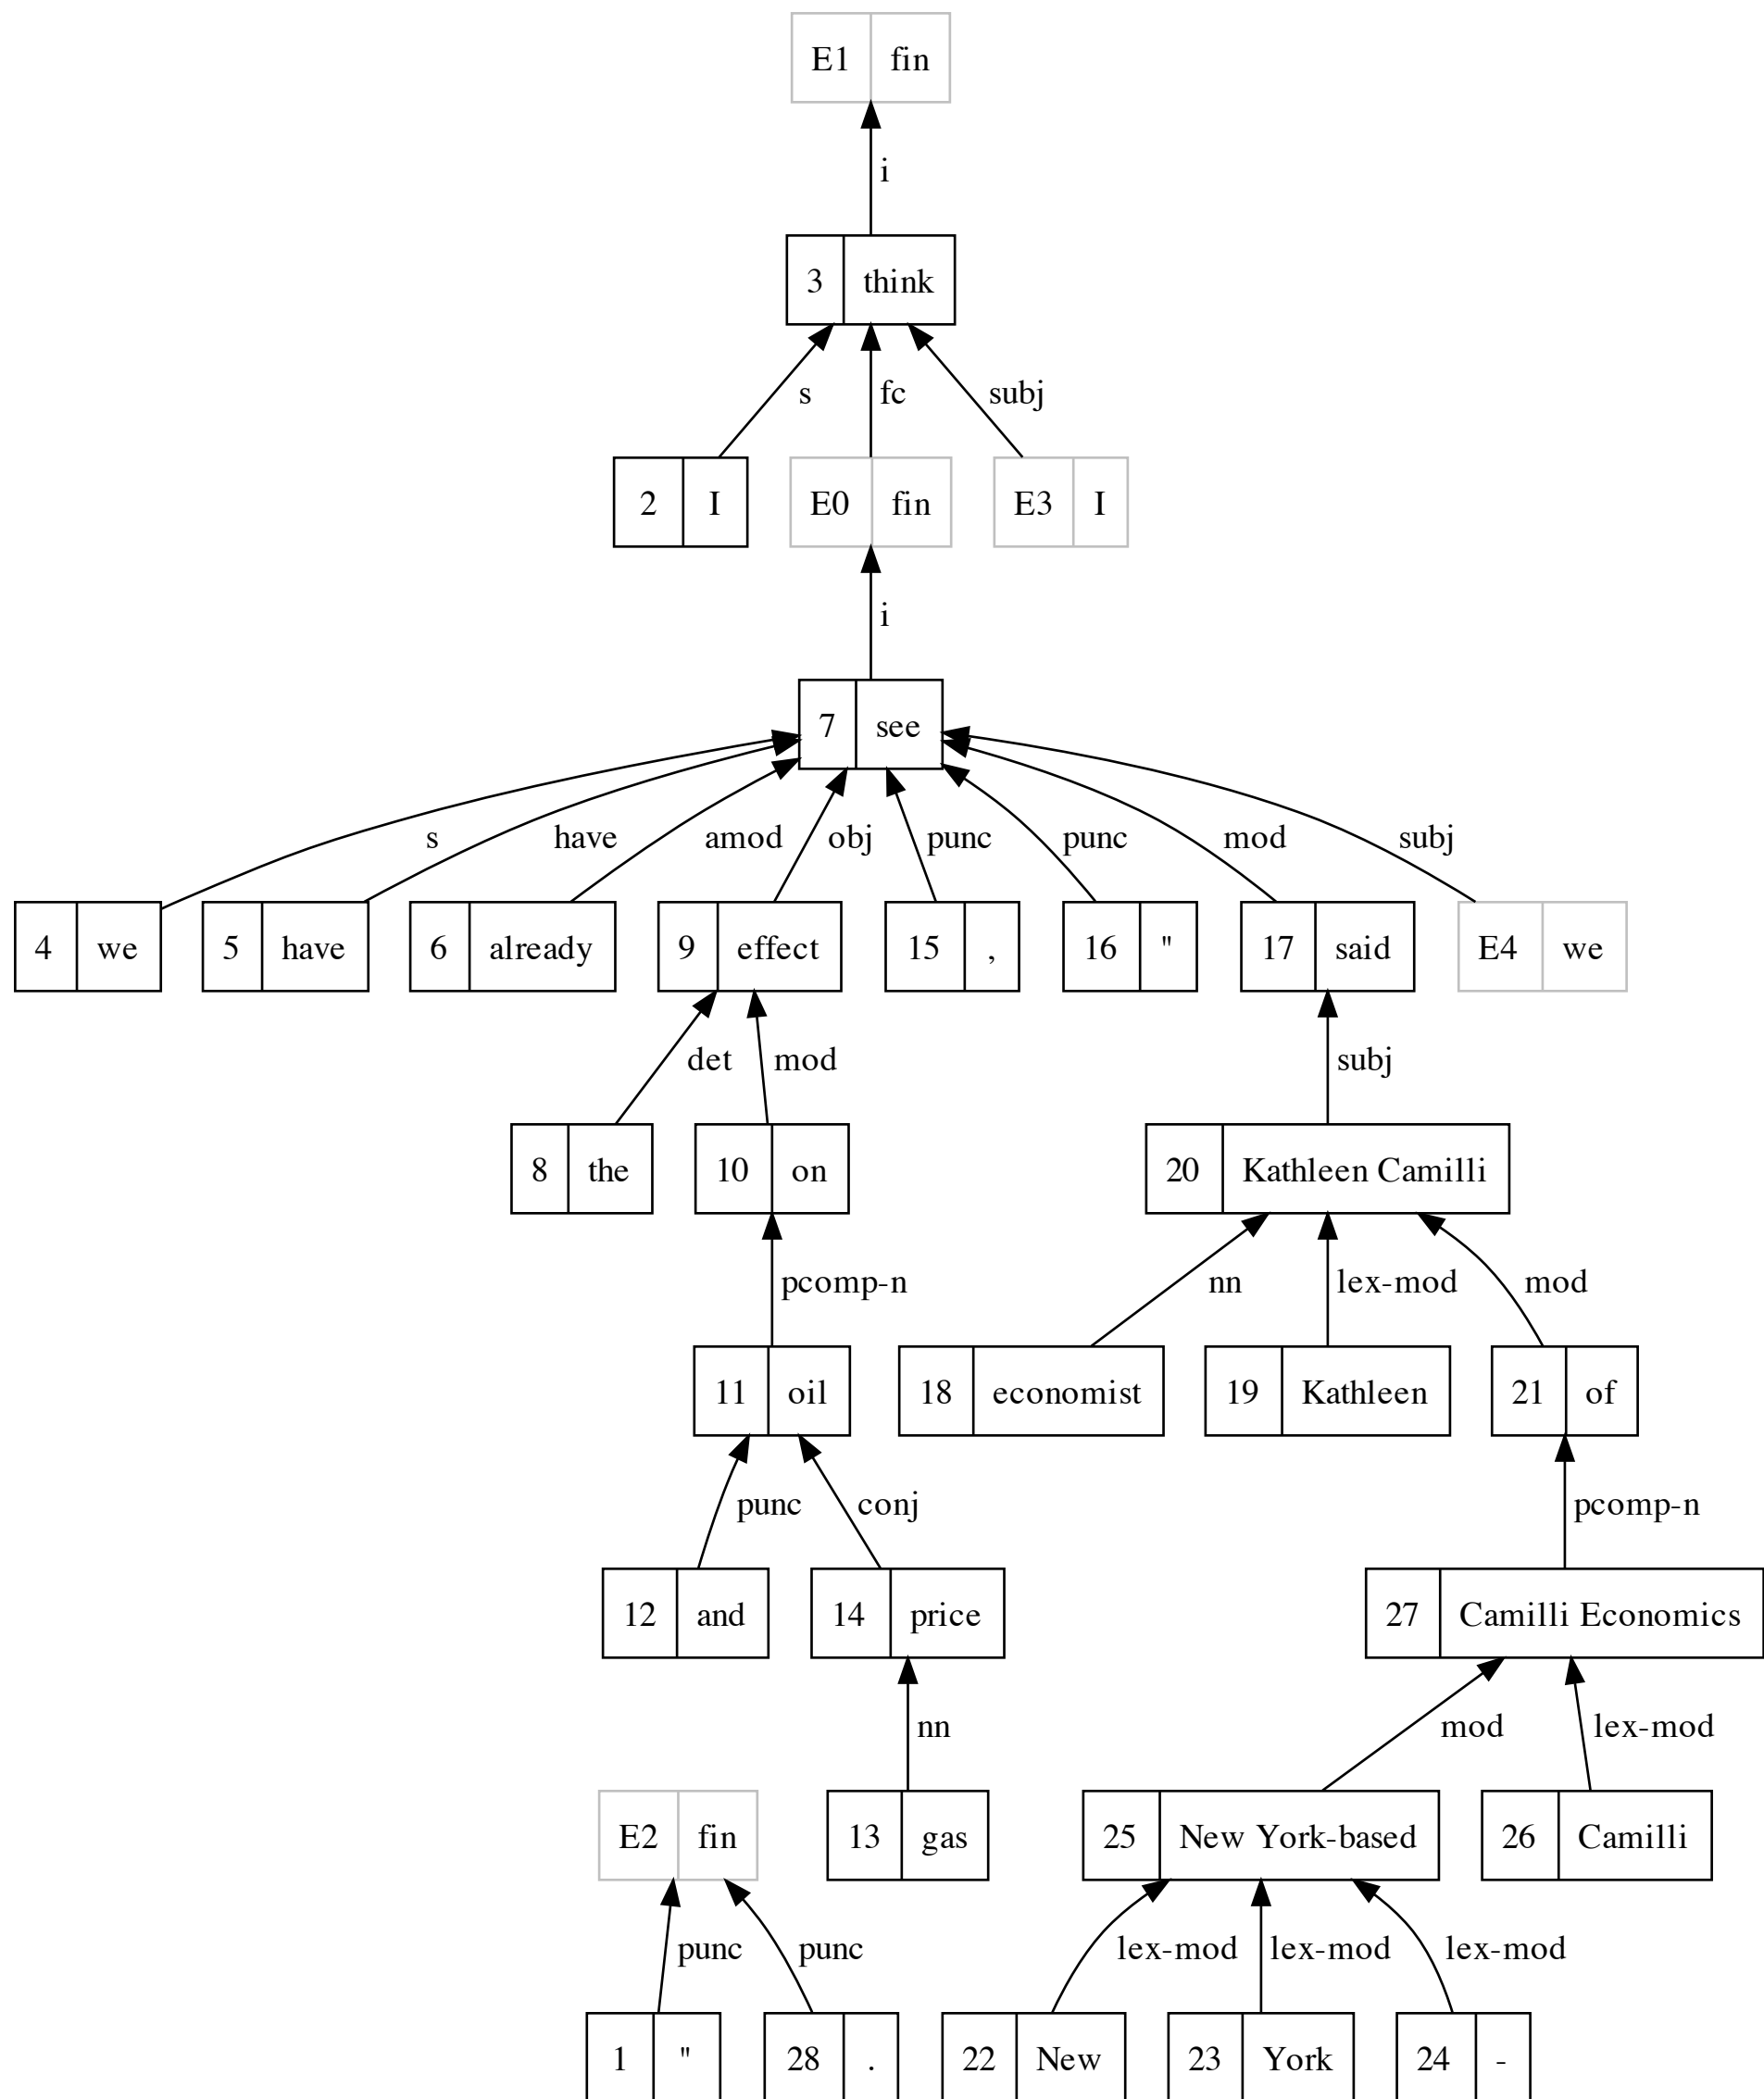 E1 fin
i
3 think
s fc subj
2 I E0 fin E3 I
i
7 see
s have amod obj punc punc mod subj
4 we 5 have 6 already 9 effect 15 , 16 " 17 said E4 we
det mod subj
8 the 10 on 20 Kathleen Camilli
pcomp-n nn lex-mod mod
11 oil 18 economist 19 Kathleen 21 of
punc conj pcomp-n
12 and 14 price 27 Camilli Economics
nn mod lex-mod
E2 fin 13 gas 25 New York-based 26 Camilli
punc punc lex-mod lex-mod lex-mod
1 " 28 . 22 New 23 York 24 -